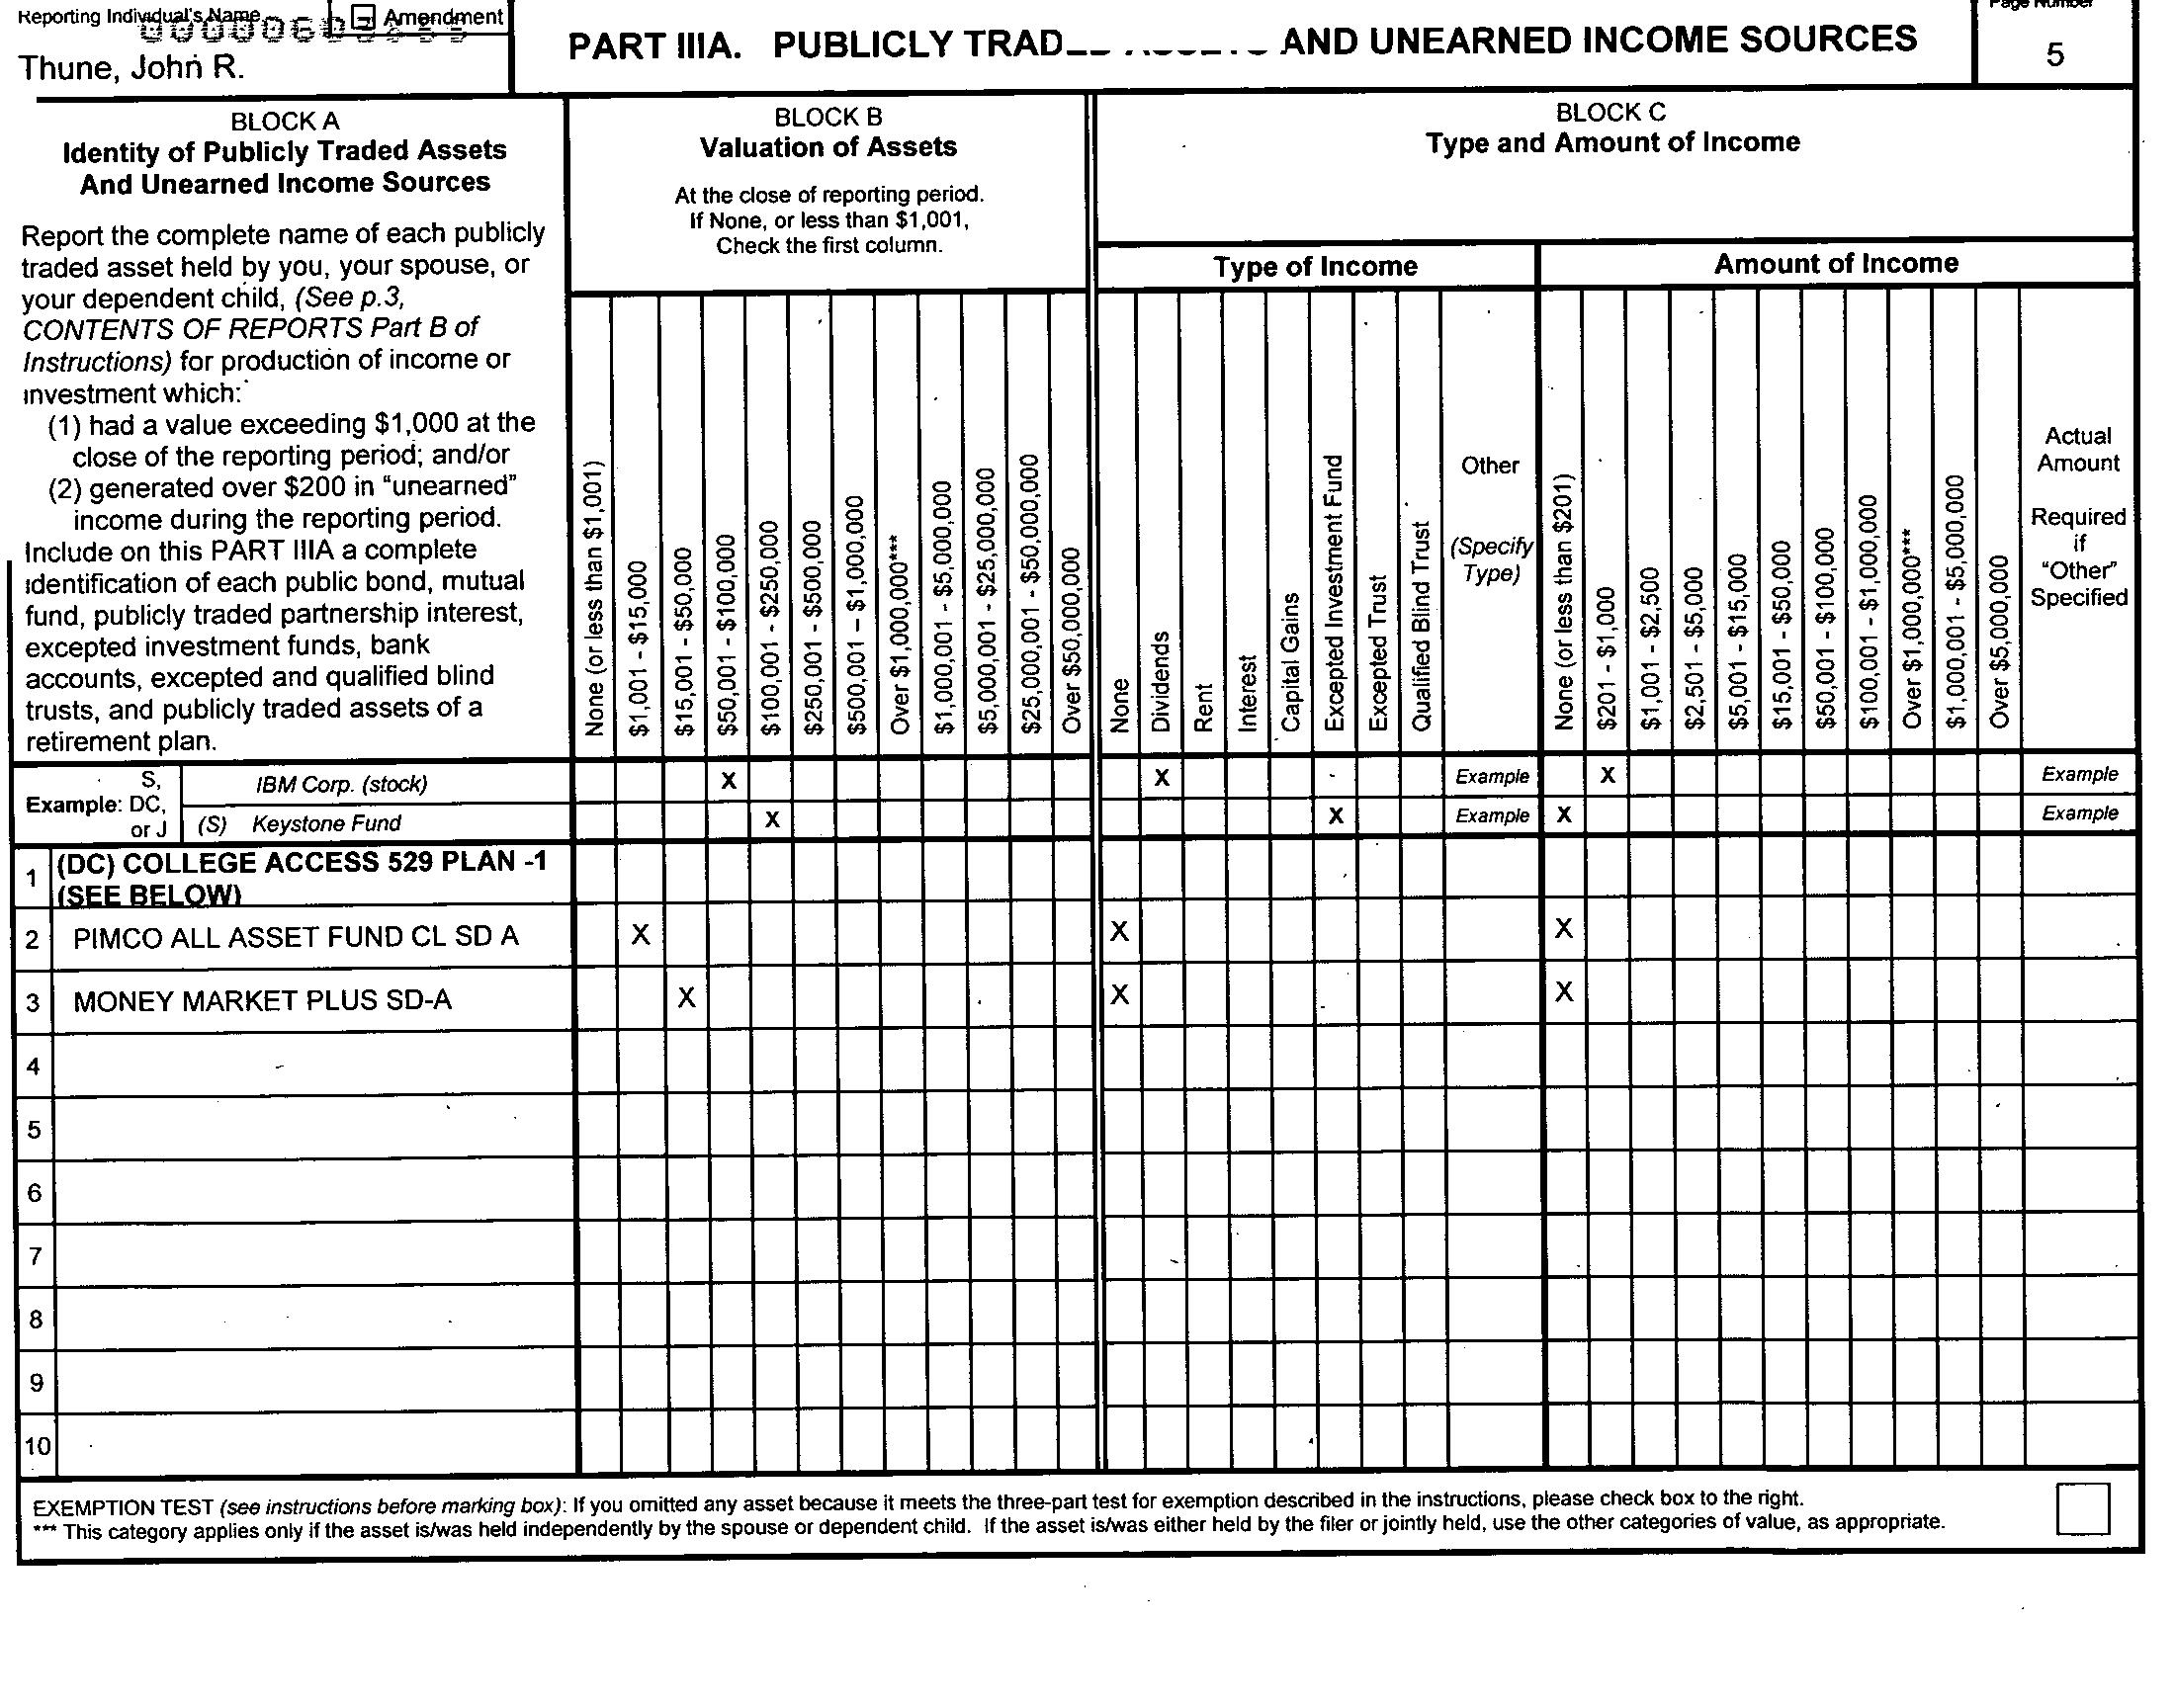 Reporting Individual's Name
Amendment
Thune, John R.
PART IIIA. PUBLICLY AND UNEARNED INCOME SOURCES
Page Number
5
BLOCK A
Identity of Publicly Traded Assets
And Unearned Income Sources
Report the complete name of each publicly
traded asset held by you, your spouse, or
your dependent child, (See p.3,
CONTENTS OF REPORTS Part B of
Instructions) for production of income or
investment which:
(1) had a value exceeding $1,000 at the
close of the reporting period; and/or
(2) generated over $200 in “unearned”
income during the reporting period.
Include on this PART IIIA a complete
identification of each public bond, mutual
fund, publicly traded partnership interest,
excepted investment funds, bank
accounts, excepted and qualified blind
trusts, and publicly traded assets of a
retirement plan.
BLOCK B
Valuation of Assets
At the close of reporting period.
If None, or less than $1,001,
Check the first column.
None (or less than $1,001)
$1,001 - $15,000
$15,001 - $50,000
$50,001 - $100,000
$100,001 - $250,000
$250,001 - $500,000
$500,001 – $1,000,000
Over $1,000,000***
$1,000,001 - $5,000,000
$5,000,001 - $25,000,000
$25,000,001 - $50,000,000
Over $50,000,000
BLOCK C
Type and Amount of Income
Type of Income
None
Dividends
Rent
Interest
Capital Gains
Excepted Investment Fund
Excepted Trust
Qualified Blind Trust
Other
(Specify
Type)
Amount of Income
None (or less than $201)
$201 - $1,000
$1,001 - $2,500
$2,501 - $5,000
$5,001 - $15,000
$15,001 - $50,000
$50,001 - $100,000
$100,001 - $1,000,000
Over $1,000,000***
$1,000,001 - $5,000,000
Over $5,000,000
Actual
Amount
Required
if
“Other”
Specified
S,
Example: DC,
or J
IBM Corp. (stock) X X Example X Example
(S) Keystone Fund X X Example X Example
1 (DC) COLLEGE ACCESS 529 PLAN -1
(SEE BELOW)
2 PIMCO ALL ASSET FUND CL SD A X X X
3 MONEY MARKET PLUS SD-A X X X
4
5
6
7
8
9
10
EXEMPTION TEST (see instructions before marking box): If you omitted any asset because it meets the three-part test for exemption described in the instructions, please check box to the right.
*** This category applies only if the asset is/was held independently by the spouse or dependent child. If the asset is/was either held by the filer or jointly held, use the other categories of value, as appropriate.